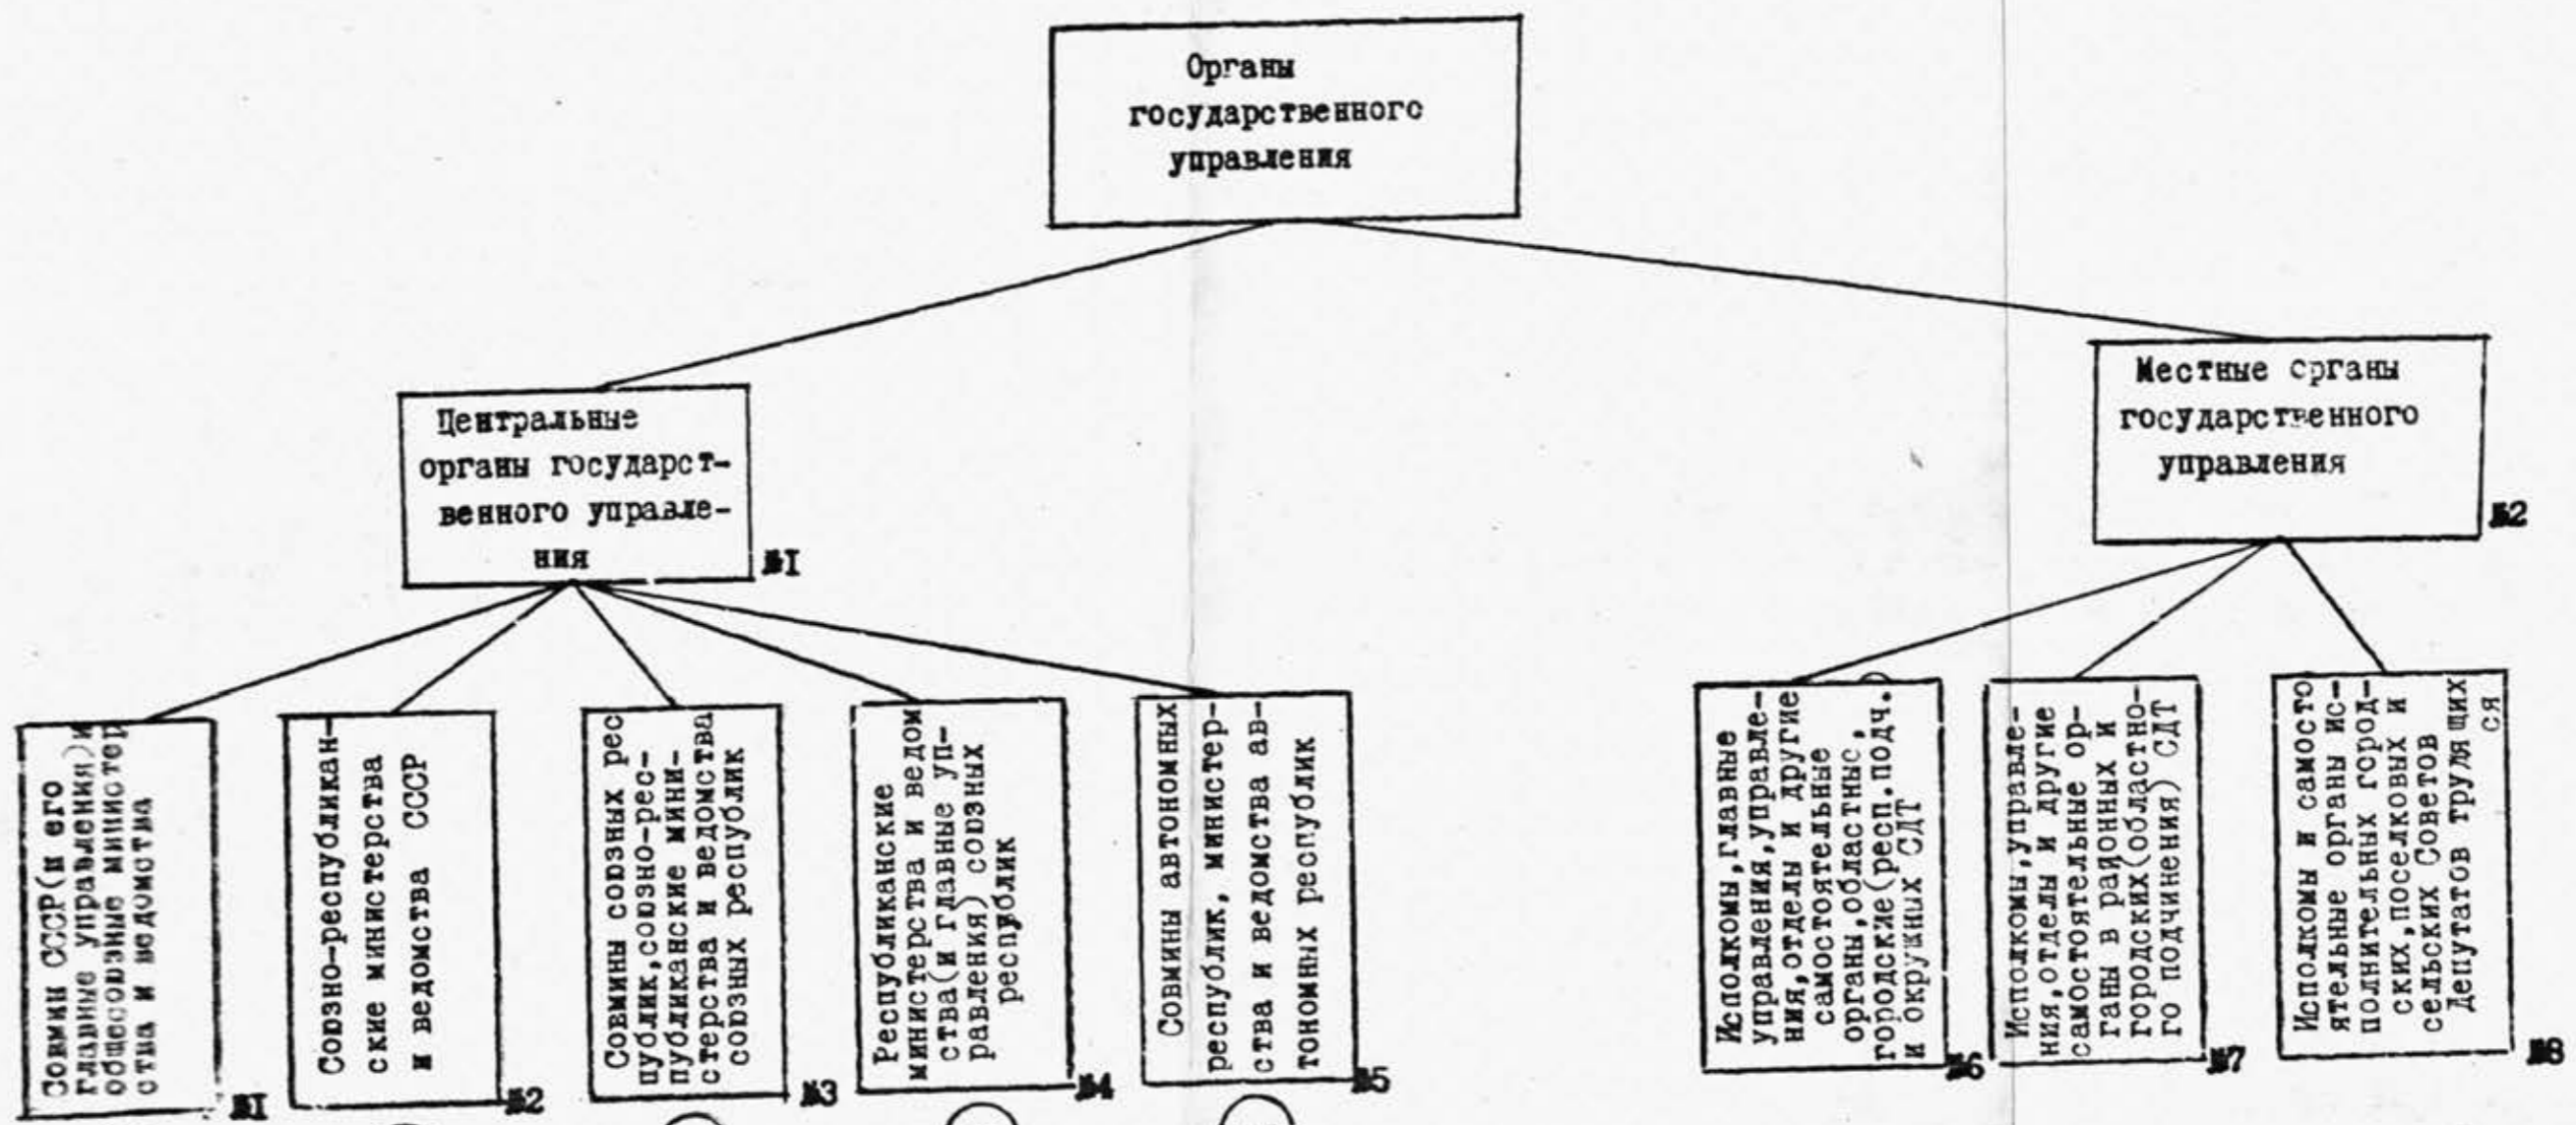 Органы
государственного
управления
Центральные
органы государст-
венного управле-
ния
№I
Местные органы
государственного
управления
№2
Совмин СССР(и его
главные управления)и
общесоюзные министер
ства и ведомства
№I
Союзно-республикан-
ские министерства
и ведомства СССР
№2
Совмины союзных рес
публик,союзно-рес-
публиканские мини-
стерства и ведомства
союзных республик
№3
Республиканские
министерства и ведом
ства(и главные уп-
равления) союзных
республик
№4
Совмины автономных
республик, министер-
ства и ведомства ав-
тономных республик
№5
Исполкомы,главные
управления,управле-
ния,отделы и другие
самостоятельные
органы,областные,
городские(респ.подч.
и окружных СДТ
№6
Исполкомы,управле-
ния,отделы и другие
самостоятельные ор-
ганы в районных и
городских(областно-
го подчинения) СДТ
№7
Исполкомы и самосто
ятельные органы ис-
полнительных город-
ских,поселковых и
сельских Советов
депутатов трудящих
ся
№8